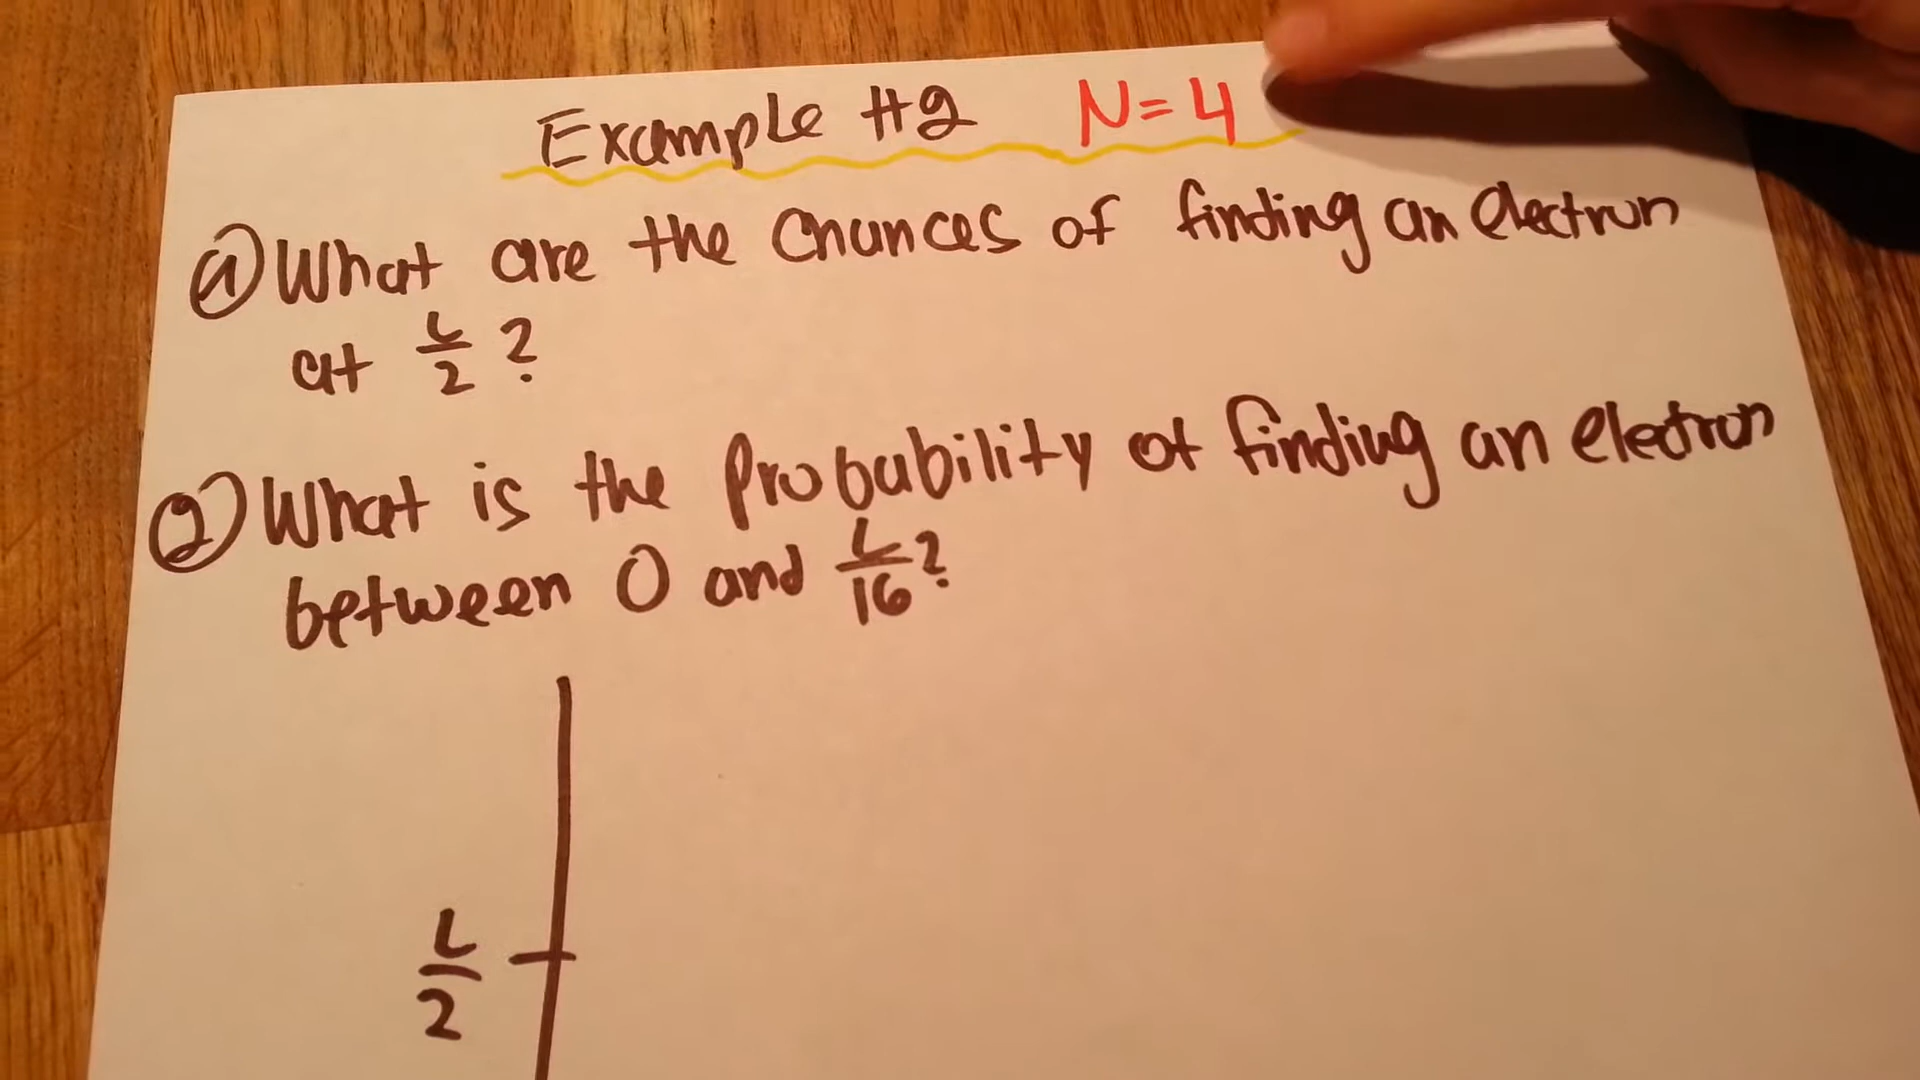 Example #2 N=4
① What are the chances of finding an electron
at L/2?
② What is the probability of finding an electron
between 0 and L/16?
L/2